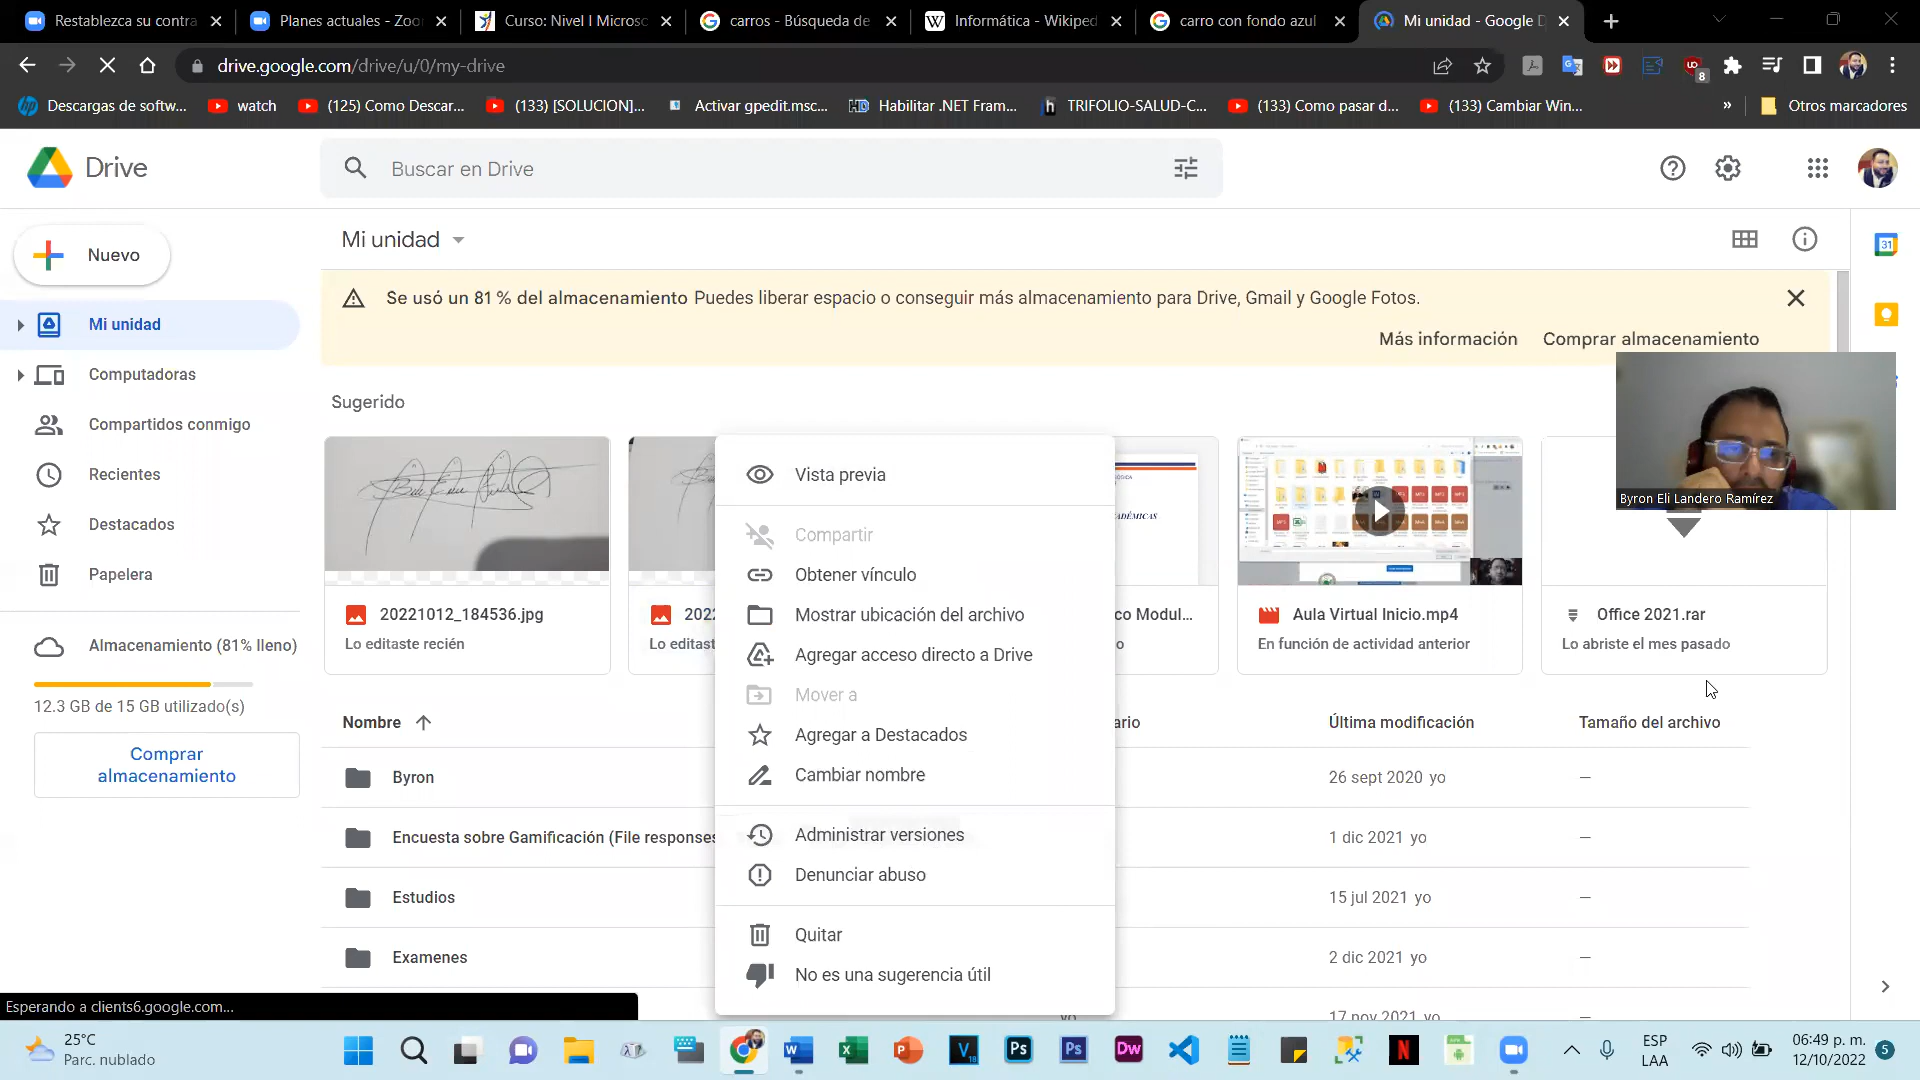 Restablezca su contra
Planes actuales - Zoo
Curso: Nivel I Microsc
carros - Búsqueda de
Informática - Wikiped
carro con fondo azul
Mi unidad - Google D
drive.google.com/drive/u/0/my-drive
8
Descargas de softw...
watch
(125) Como Descar...
(133) [SOLUCION]...
Activar gpedit.msc...
Habilitar .NET Fram...
TRIFOLIO-SALUD-C...
(133) Como pasar d...
(133) Cambiar Win...
»
Otros marcadores
Drive
Buscar en Drive
Nuevo
Mi unidad
Se usó un 81 % del almacenamiento Puedes liberar espacio o conseguir más almacenamiento para Drive, Gmail y Google Fotos.
Más información
Comprar almacenamiento
31
Mi unidad
Computadoras
Compartidos conmigo
Recientes
Destacados
Papelera
Almacenamiento (81% lleno)
12.3 GB de 15 GB utilizado(s)
Comprar
almacenamiento
Sugerido
20221012_184536.jpg
Lo editaste recién
2022
Lo editast
co Modul...
o
Aula Virtual Inicio.mp4
En función de actividad anterior
Office 2021.rar
Lo abriste el mes pasado
Byron Eli Landero Ramírez
Vista previa
Compartir
Obtener vínculo
Mostrar ubicación del archivo
Agregar acceso directo a Drive
Mover a
Agregar a Destacados
Cambiar nombre
Administrar versiones
Denunciar abuso
Quitar
No es una sugerencia útil
Nombre
ario
Última modificación
Tamaño del archivo
Byron
26 sept 2020 yo
—
Encuesta sobre Gamificación (File responses
1 dic 2021 yo
—
Estudios
15 jul 2021 yo
—
Examenes
2 dic 2021 yo
—
17 nov 2021 yo
Esperando a clients6.google.com...
25°C
Parc. nublado
ESP
LAA
06:49 p. m.
12/10/2022
5